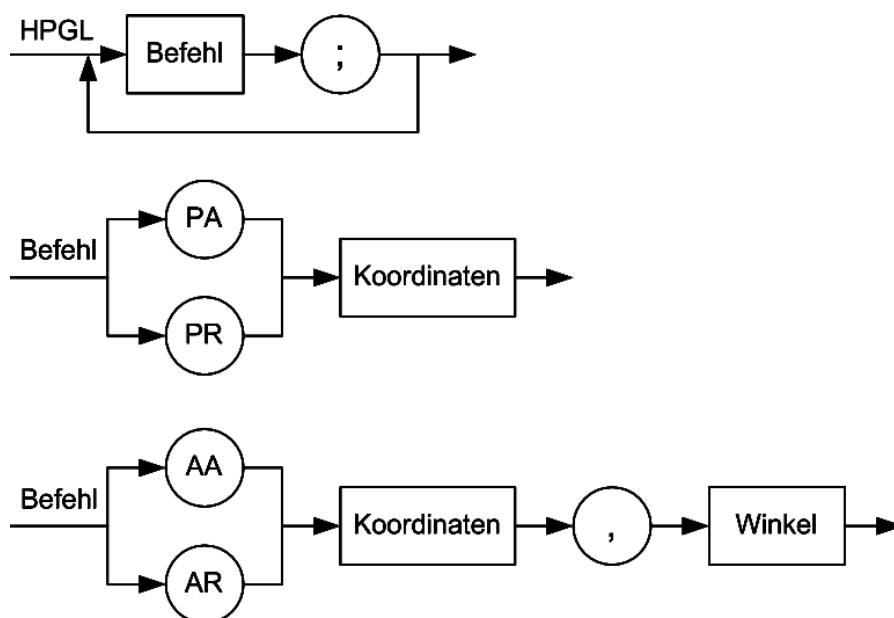 HPGL
Befehl ;
PA
Befehl
Koordinaten
PR
AA
Befehl
Koordinaten , Winkel
AR